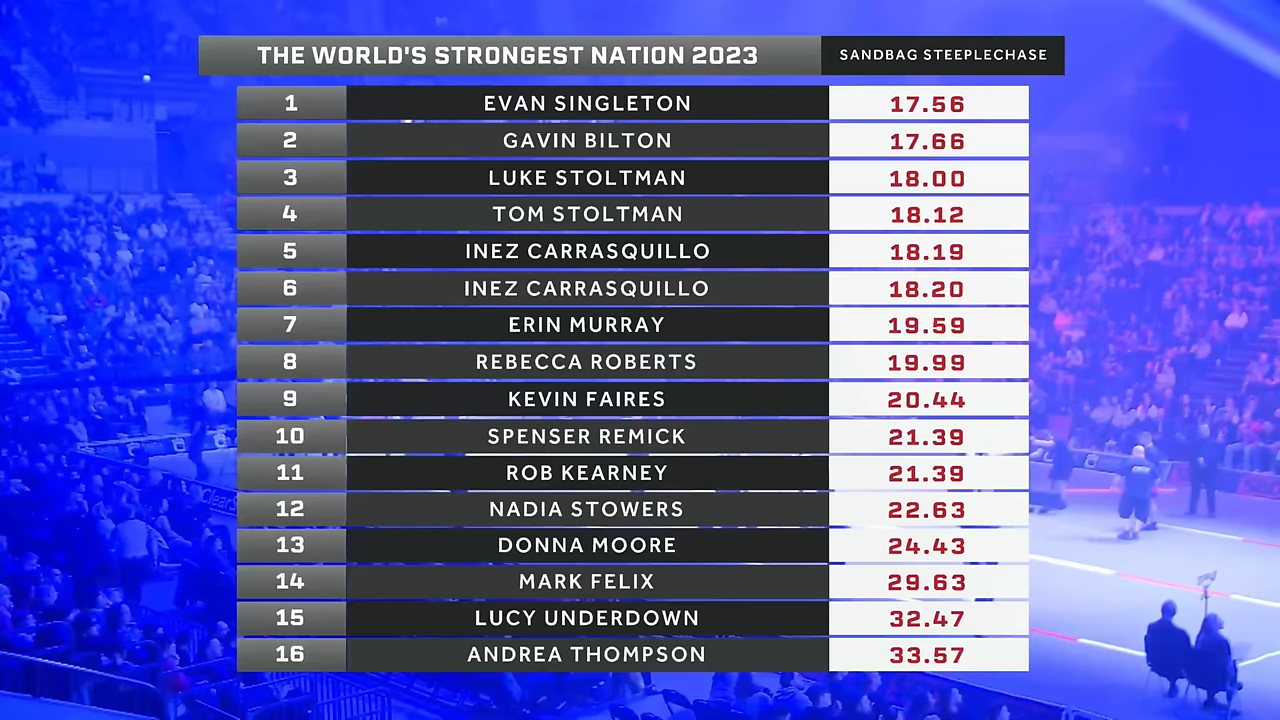 THE WORLD'S STRONGEST NATION 2023 SANDBAG STEEPLECHASE
1 EVAN SINGLETON 17.56
2 GAVIN BILTON 17.66
3 LUKE STOLTMAN 18.00
4 TOM STOLTMAN 18.12
5 INEZ CARRASQUILLO 18.19
6 INEZ CARRASQUILLO 18.20
7 ERIN MURRAY 19.59
8 REBECCA ROBERTS 19.99
9 KEVIN FAIRES 20.44
10 SPENSER REMICK 21.39
11 ROB KEARNEY 21.39
12 NADIA STOWERS 22.63
13 DONNA MOORE 24.43
14 MARK FELIX 29.63
15 LUCY UNDERDOWN 32.47
16 ANDREA THOMPSON 33.57